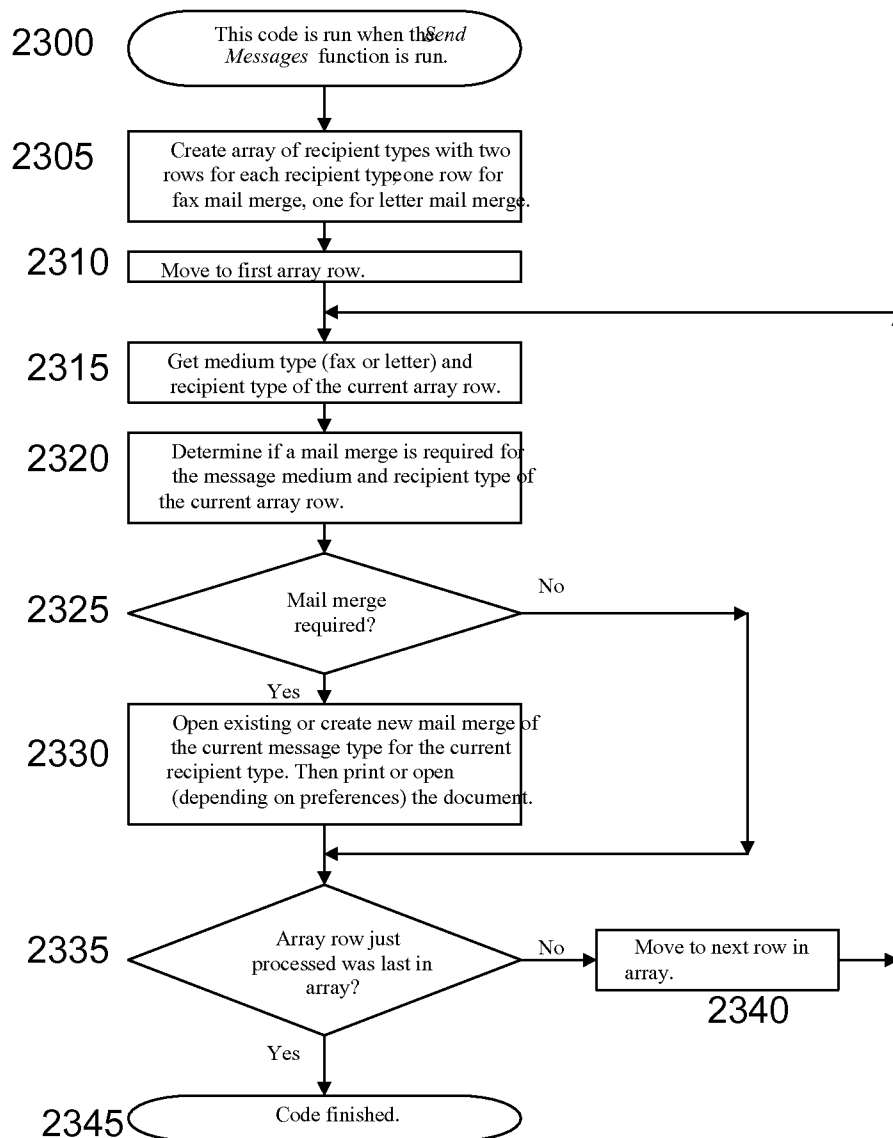 2300
This code is run when the Send
Messages function is run.
2305
Create array of recipient types with two
rows for each recipient type, one row for
fax mail merge, one for letter mail merge.
2310
Move to first array row.
2315
Get medium type (fax or letter) and
recipient type of the current array row.
2320
Determine if a mail merge is required for
the message medium and recipient type of
the current array row.
2325
Mail merge
required?
No
Yes
2330
Open existing or create new mail merge of
the current message type for the current
recipient type. Then print or open
(depending on preferences) the document.
2335
Array row just
processed was last in
array?
No
Move to next row in
array.
2340
Yes
2345
Code finished.